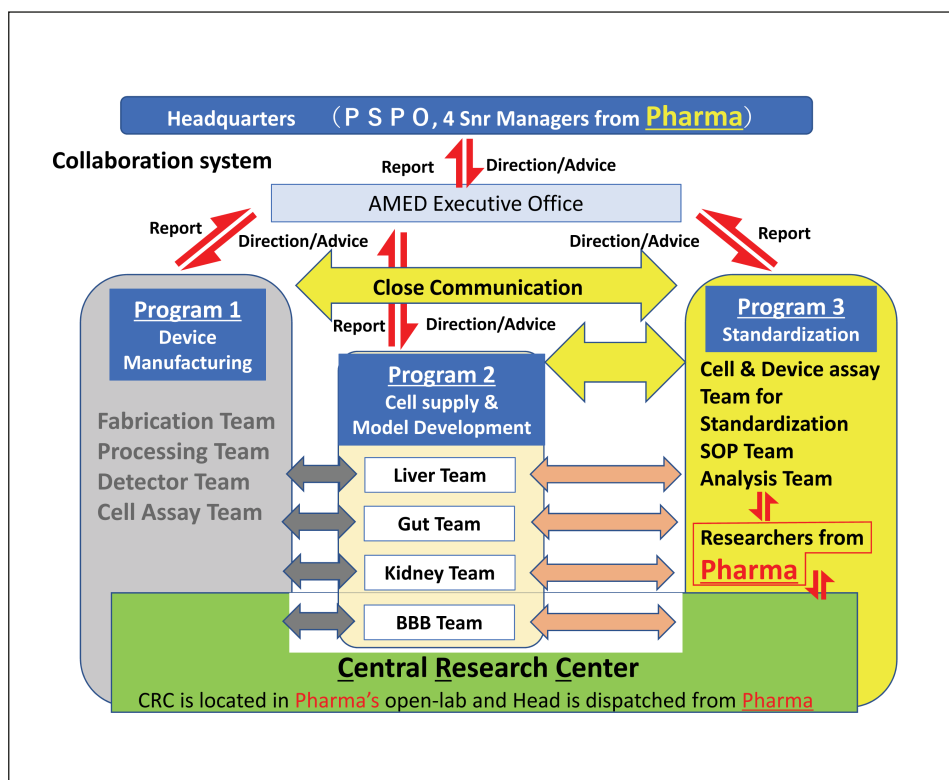 Headquarters （ＰＳＰＯ, 4 Snr Managers from Pharma）
Collaboration system
Report
Direction/Advice
AMED Executive Office
Report
Direction/Advice
Direction/Advice
Report
Close Communication
Report
Direction/Advice
Program 1
Device
Manufacturing
Fabrication Team
Processing Team
Detector Team
Cell Assay Team
Program 2
Cell supply &
Model Development
Liver Team
Gut Team
Kidney Team
BBB Team
Program 3
Standardization
Cell & Device assay
Team for
Standardization
SOP Team
Analysis Team
Researchers from
Pharma
Central Research Center
CRC is located in Pharma's open-lab and Head is dispatched from Pharma